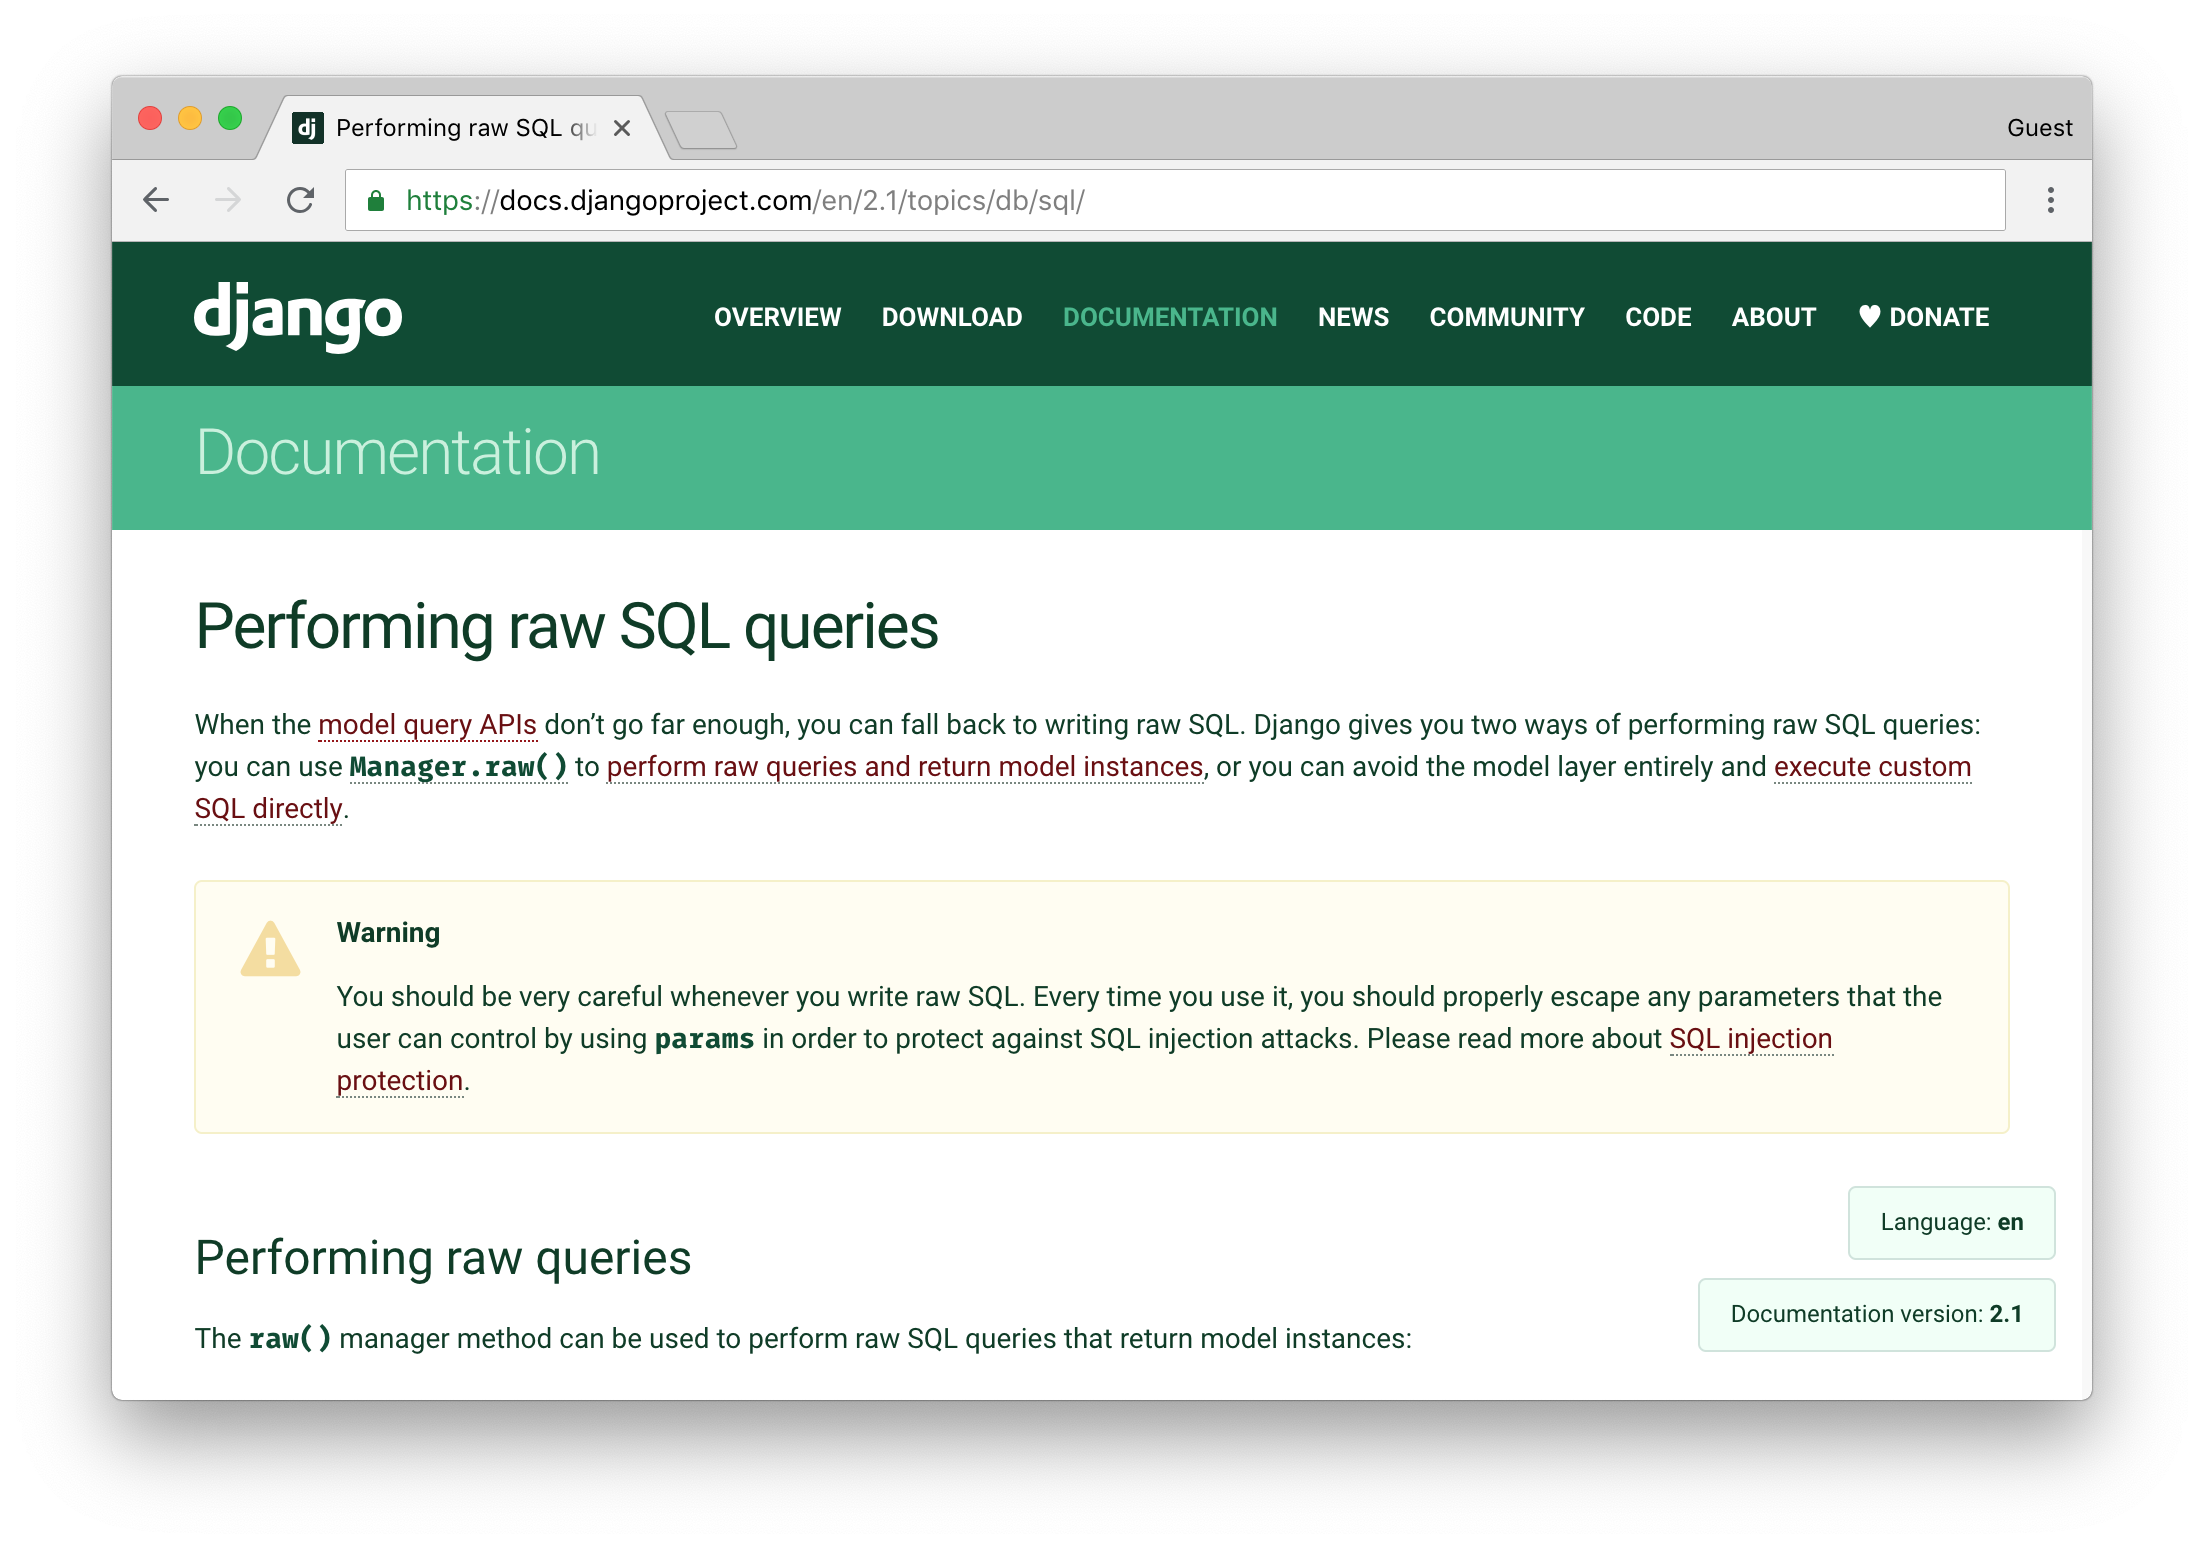 dj Performing raw SQL qu
Guest
https://docs.djangoproject.com/en/2.1/topics/db/sql/
django
OVERVIEW DOWNLOAD DOCUMENTATION NEWS COMMUNITY CODE ABOUT ♥ DONATE
Documentation
Performing raw SQL queries
When the model query APIs don’t go far enough, you can fall back to writing raw SQL. Django gives you two ways of performing raw SQL queries:
you can use Manager.raw() to perform raw queries and return model instances, or you can avoid the model layer entirely and execute custom
SQL directly.
Warning
You should be very careful whenever you write raw SQL. Every time you use it, you should properly escape any parameters that the
user can control by using params in order to protect against SQL injection attacks. Please read more about SQL injection
protection.
Language: en
Performing raw queries
Documentation version: 2.1
The raw() manager method can be used to perform raw SQL queries that return model instances: